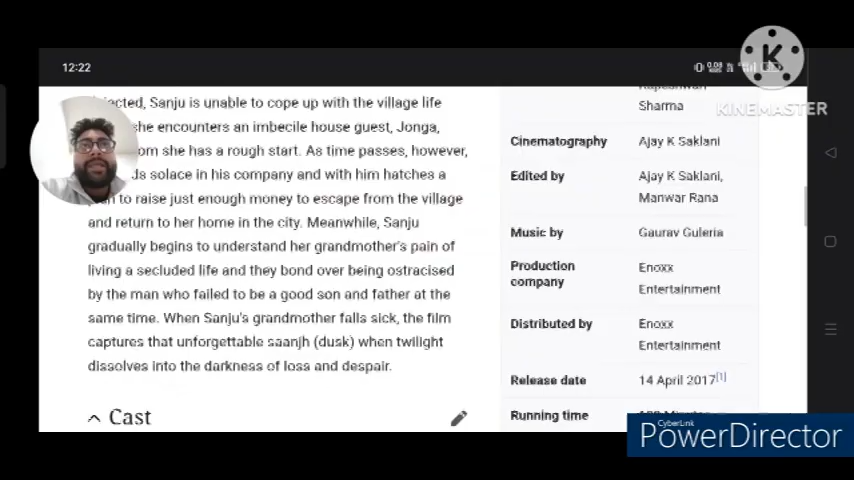 12:22
KINEMASTER
Sanju is unable to cope up with the village life
she encounters an imbecile house guest, Jonga,
she has a rough start. As time passes, however,
solace in his company and with him hatches a
to raise just enough money to escape from the village
and return to her home in the city. Meanwhile, Sanju
gradually begins to understand her grandmother's pain of
living a secluded life and they bond over being ostracised
by the man who failed to be a good son and father at the
same time. When Sanju's grandmother falls sick, the film
captures that unforgettable saanjh (dusk) when twilight
dissolves into the darkness of loss and despair.
Cast
Sharma
Cinematography Ajay K Saklani
Edited by Ajay K Saklani,
Manwar Rana
Music by Gaurav Guleria
Production Enoxx
company Entertainment
Distributed by Enoxx
Entertainment
Release date 14 April 2017[1]
Running time
CyberLink
PowerDirector